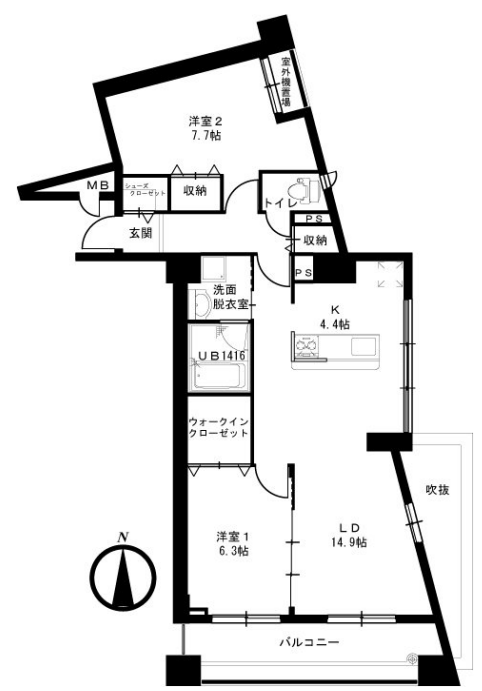 室外機置場
洋室2
7.7帖
MB
シューズ
クローゼット
収納
トイレ
玄関
PS
収納
PS
洗面
脱衣室
K
4.4帖
UB1416
ウォークイン
クローゼット
吹抜
洋室1
6.3帖
LD
14.9帖
N
バルコニー